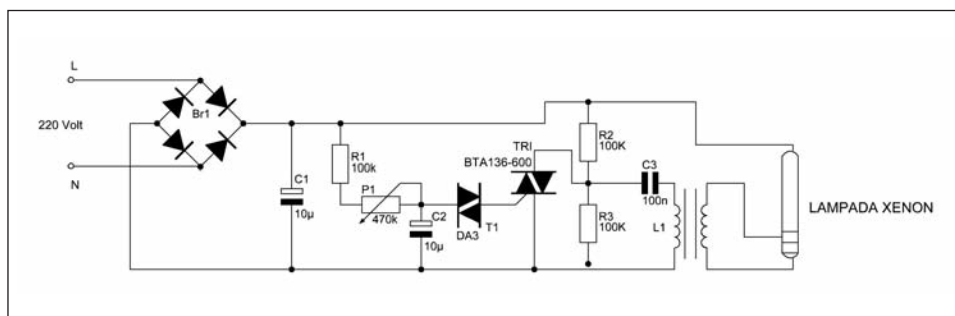 L
220 Volt
N
Br1
C1
10µ
R1
100k
P1
470k
C2
10µ
DA3
T1
TRI
BTA136-600
R2
100K
R3
100K
C3
100n
L1
LAMPADA XENON